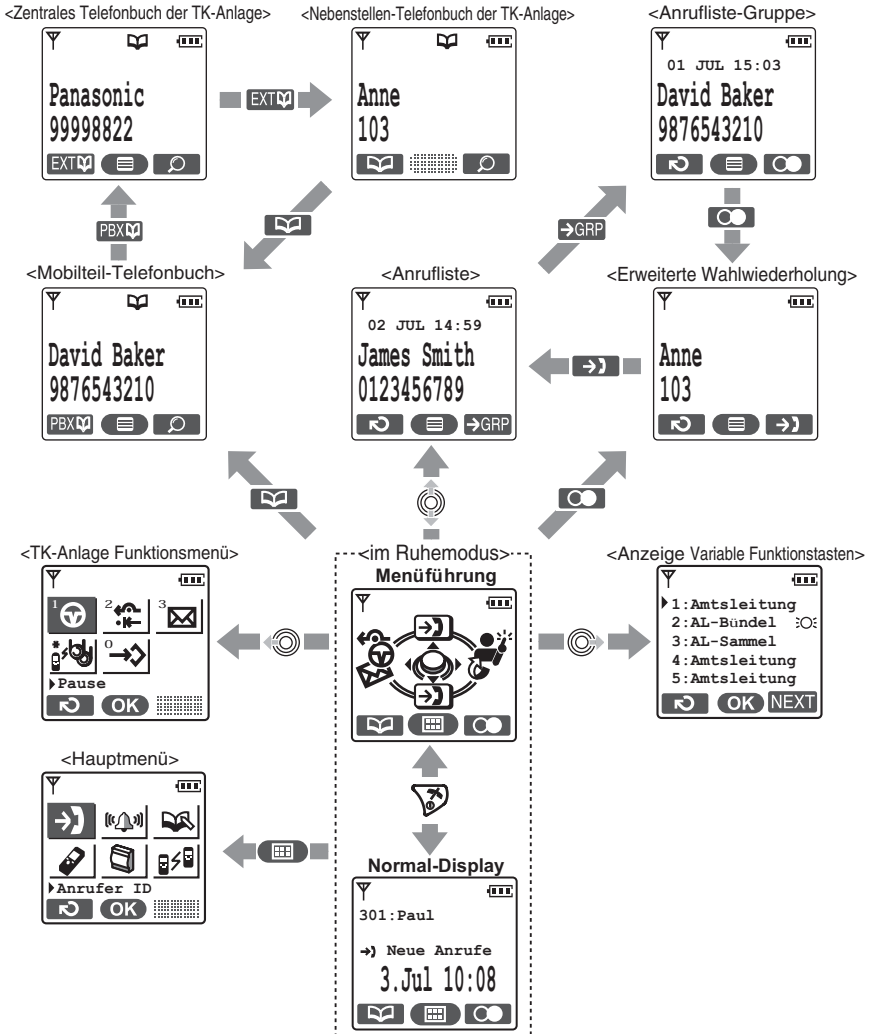 <Zentrales Telefonbuch der TK-Anlage>
Panasonic
99998822
EXT
EXT
<Nebenstellen-Telefonbuch der TK-Anlage>
Anne
103
<Anrufliste-Gruppe>
01 JUL 15:03
David Baker
9876543210
PBX
→GRP
<Mobilteil-Telefonbuch>
David Baker
9876543210
PBX
<Anrufliste>
02 JUL 14:59
James Smith
0123456789
→GRP
<Erweiterte Wahlwiederholung>
Anne
103
<TK-Anlage Funktionsmenü>
1 2 3
* 0
Pause
OK
<im Ruhemodus>
Menüführung
<Anzeige Variable Funktionstasten>
1:Amtsleitung
2:AL-Bündel
3:AL-Sammel
4:Amtsleitung
5:Amtsleitung
OK NEXT
<Hauptmenü>
Anrufer ID
OK
Normal-Display
301:Paul
Neue Anrufe
3.Jul 10:08